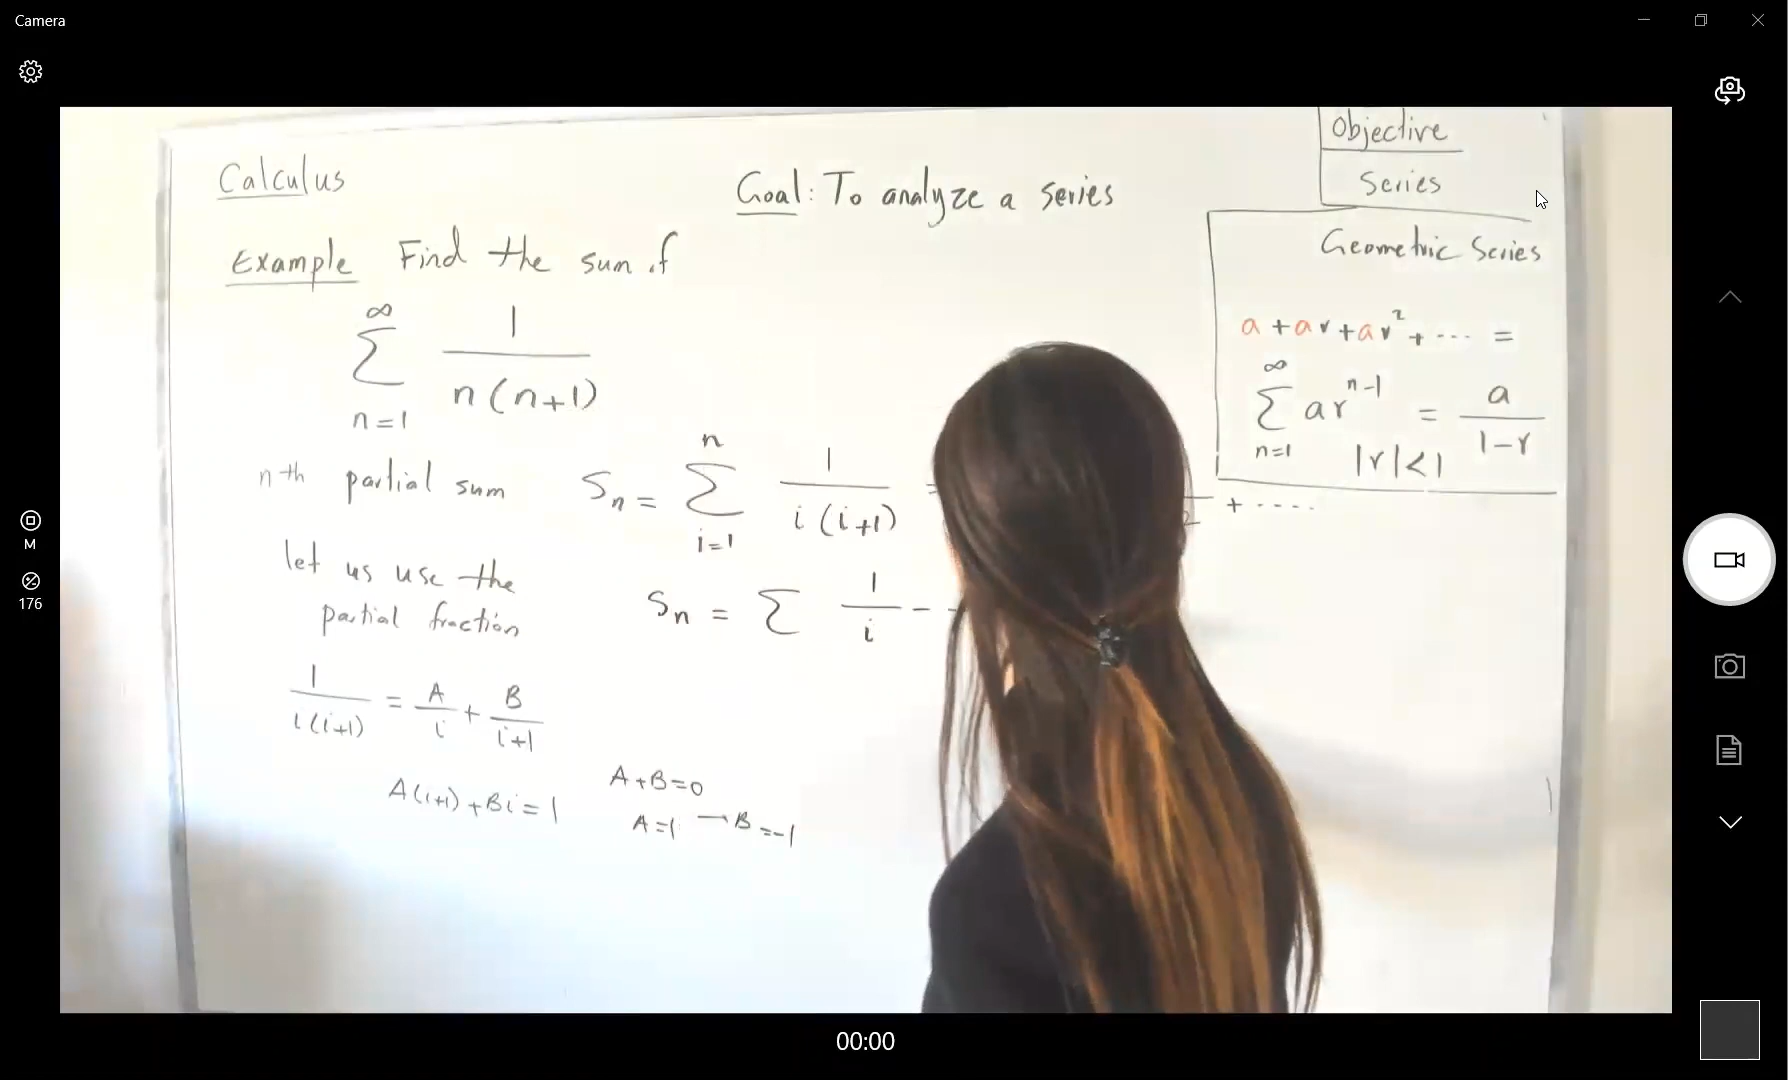 Camera
Calculus
Goal: To analyze a series
Objective
Series
Example Find the sum of
∞
∑ 1/n(n+1)
n=1
Geometric Series
a + ar + ar² + ... =
∞
∑ ar^(n-1) = a/(1-r)
n=1 |r|<1
nth partial sum Sn = n ∑ i=1 1/i(i+1) =
+ ....
let us use the
partial fraction
Sn = ∑ 1/i -
1/i(i+1) = A/i + B/(i+1)
A(i+1) + Bi = 1
A+B=0
A=1 → B=-1
M
176
00:00